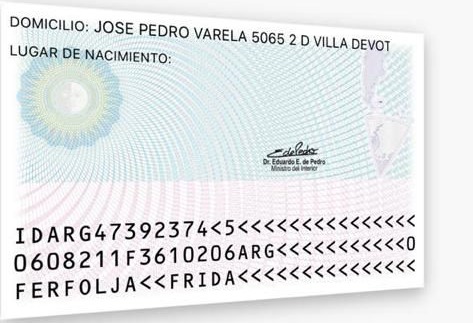 DOMICILIO: JOSE PEDRO VARELA 5065 2 D VILLA DEVOT
LUGAR DE NACIMIENTO:
Dr. Eduardo E. de Pedro
Ministro del Interior
IDARG47392374<5<<<<<<<<<<<<<<<
0608211F3610206ARG<<<<<<<<<<<0
FERFOLJA<<FRIDA<<<<<<<<<<<<<<<